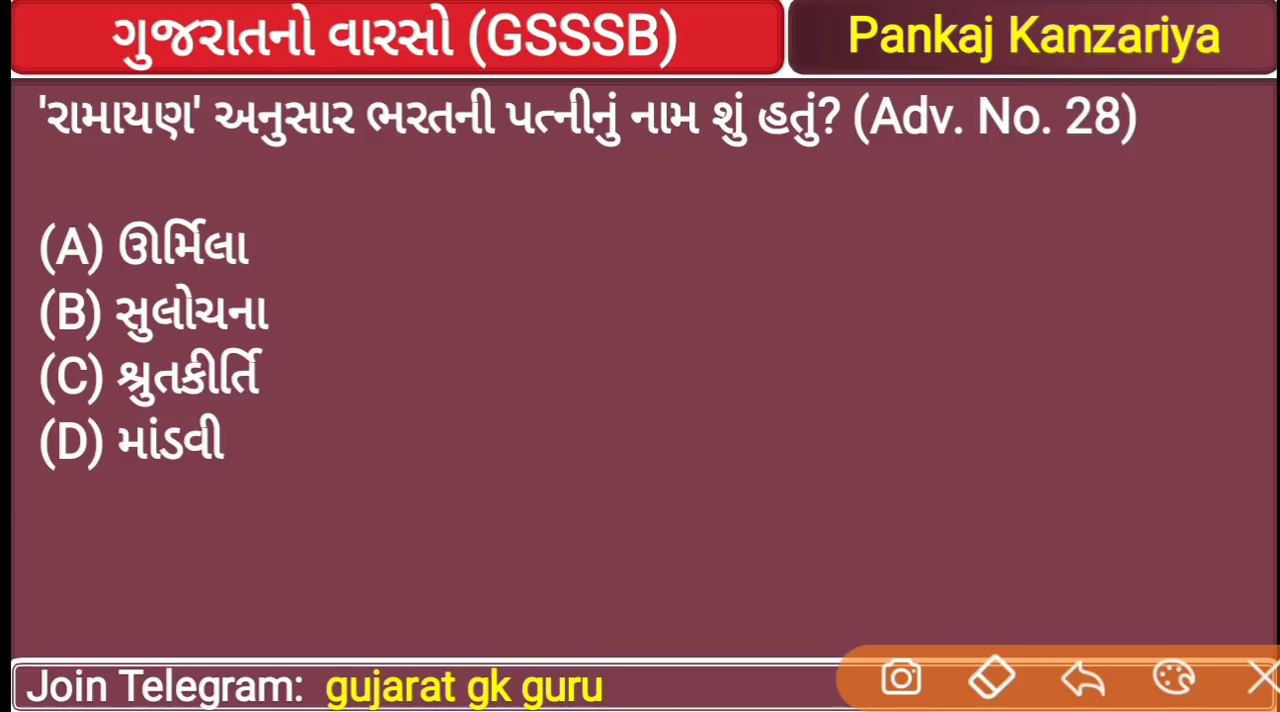 ગુજરાતનો વારસો (GSSSB)
Pankaj Kanzariya
'રામાયણ' અનુસાર ભરતની પત્નીનું નામ શું હતું? (Adv. No. 28)
(A) ઊર્મિલા
(B) સુલોચના
(C) શ્રુતકીર્તિ
(D) માંડવી
Join Telegram: gujarat gk guru